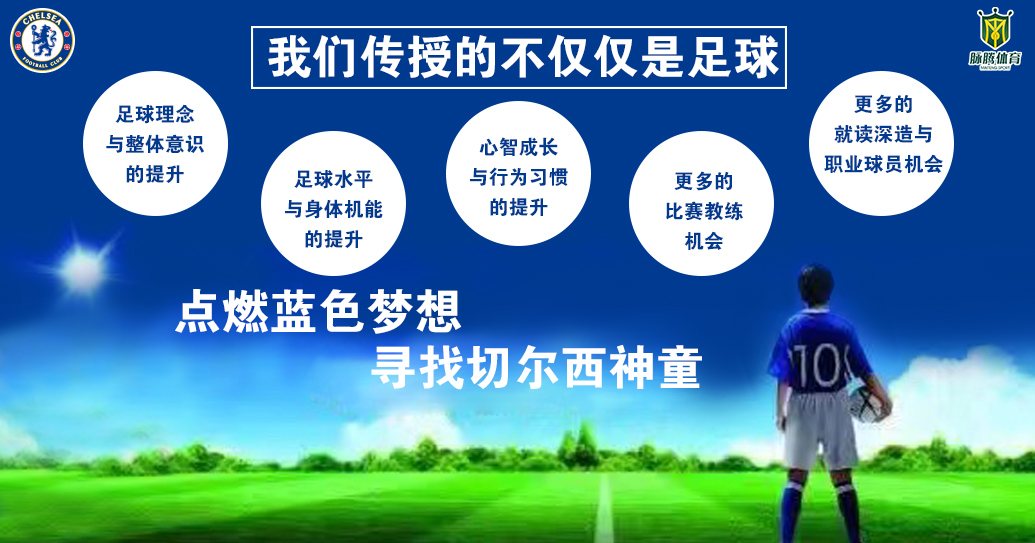 CHELSEA
FOOTBALL CLUB
脉腾体育
我们传授的不仅仅是足球
足球理念
与整体意识
的提升
足球水平
与身体机能
的提升
心智成长
与行为习惯
的提升
更多的
比赛教练
机会
更多的
就读深造与
职业球员机会
点燃蓝色梦想
寻找切尔西神童
10